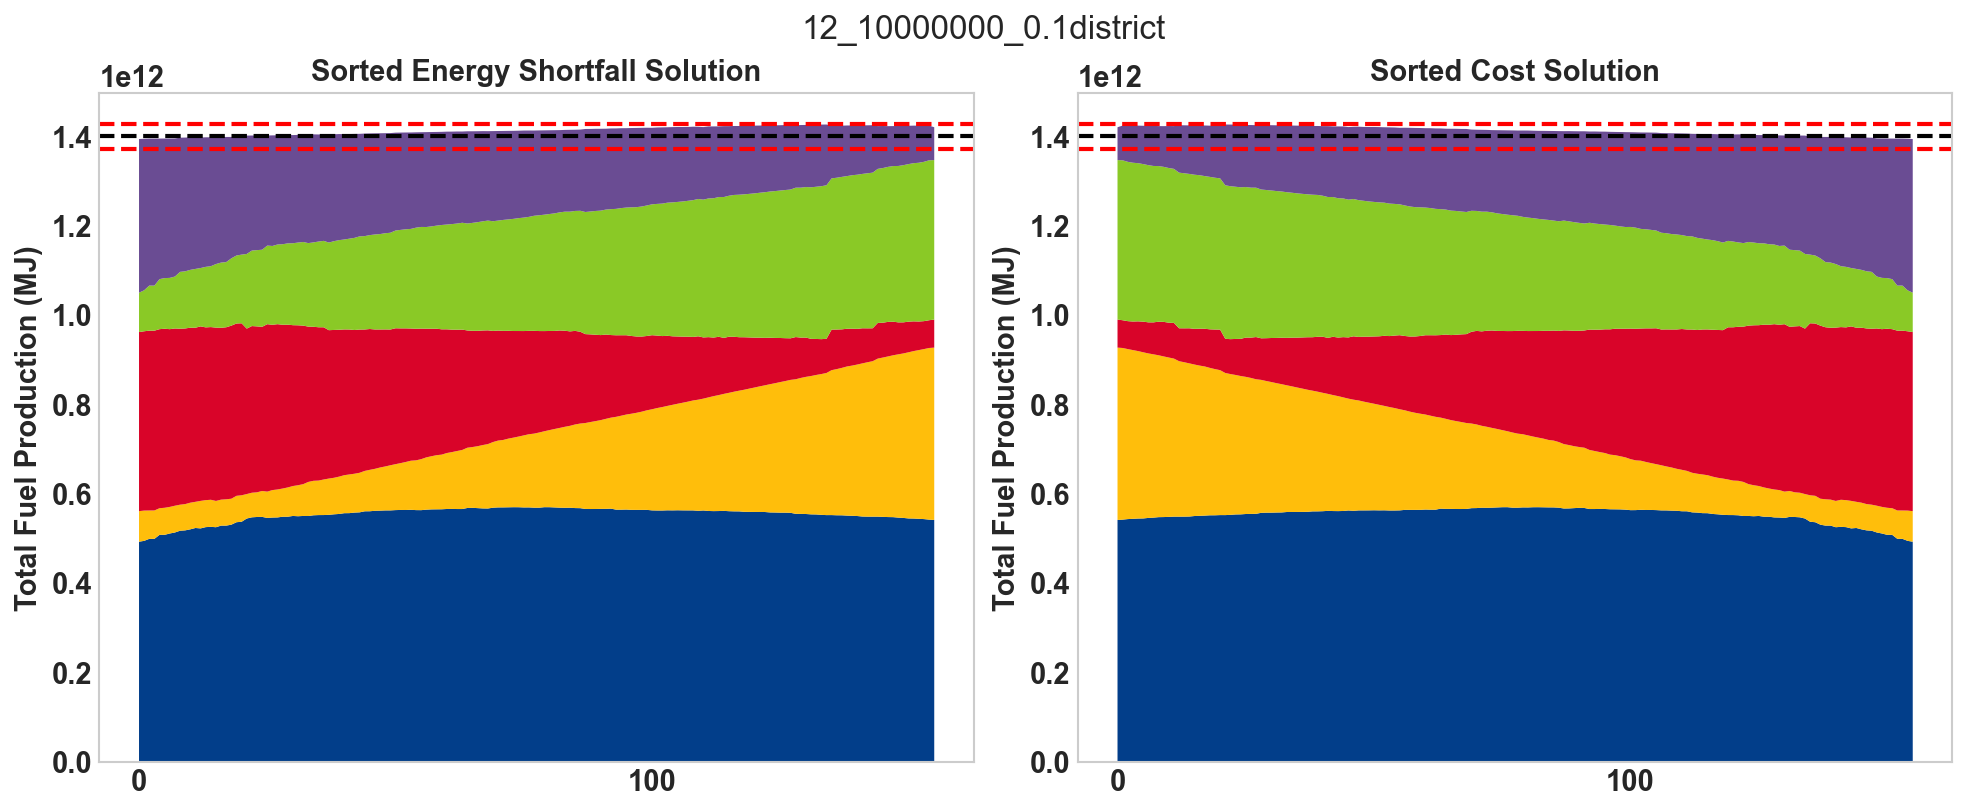 12_10000000_0.1district
Sorted Energy Shortfall Solution
1e12
Total Fuel Production (MJ)
1.4
1.2
1.0
0.8
0.6
0.4
0.2
0.0
0
100
Sorted Cost Solution
1e12
Total Fuel Production (MJ)
1.4
1.2
1.0
0.8
0.6
0.4
0.2
0.0
0
100